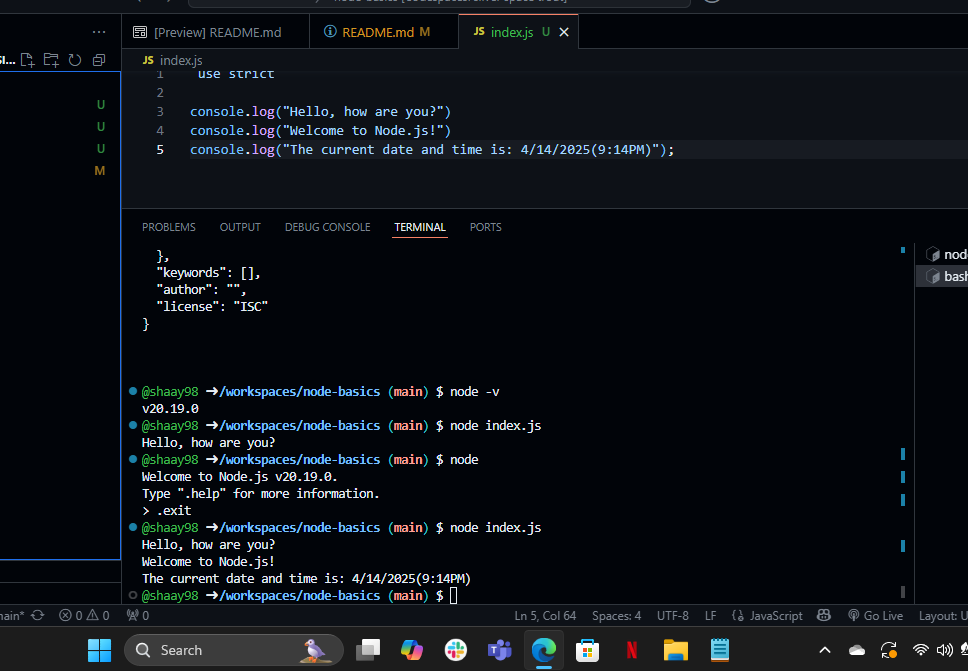 [Preview] README.md
README.md M
JS index.js U
JS index.js
1 use strict
2
3 console.log("Hello, how are you?")
4 console.log("Welcome to Node.js!")
5 console.log("The current date and time is: 4/14/2025(9:14PM)");
U
U
U
M
PROBLEMS OUTPUT DEBUG CONSOLE TERMINAL PORTS
},
"keywords": [],
"author": "",
"license": "ISC"
}
@shaay98 ➜/workspaces/node-basics (main) $ node -v
v20.19.0
@shaay98 ➜/workspaces/node-basics (main) $ node index.js
Hello, how are you?
@shaay98 ➜/workspaces/node-basics (main) $ node
Welcome to Node.js v20.19.0.
Type ".help" for more information.
> .exit
@shaay98 ➜/workspaces/node-basics (main) $ node index.js
Hello, how are you?
Welcome to Node.js!
The current date and time is: 4/14/2025(9:14PM)
@shaay98 ➜/workspaces/node-basics (main) $
nod
bash
nain* 0 0 0 Ln 5, Col 64 Spaces: 4 UTF-8 LF {} JavaScript Go Live Layout: U
Search